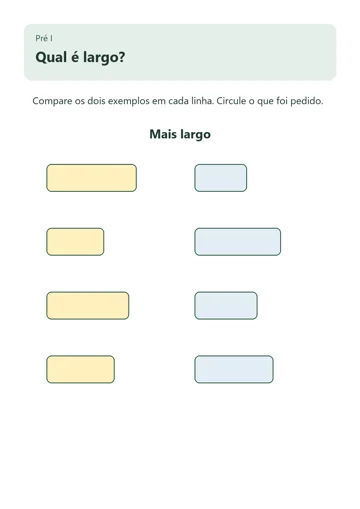 Pré I
Qual é largo?
Compare os dois exemplos em cada linha. Circule o que foi pedido.
Mais largo